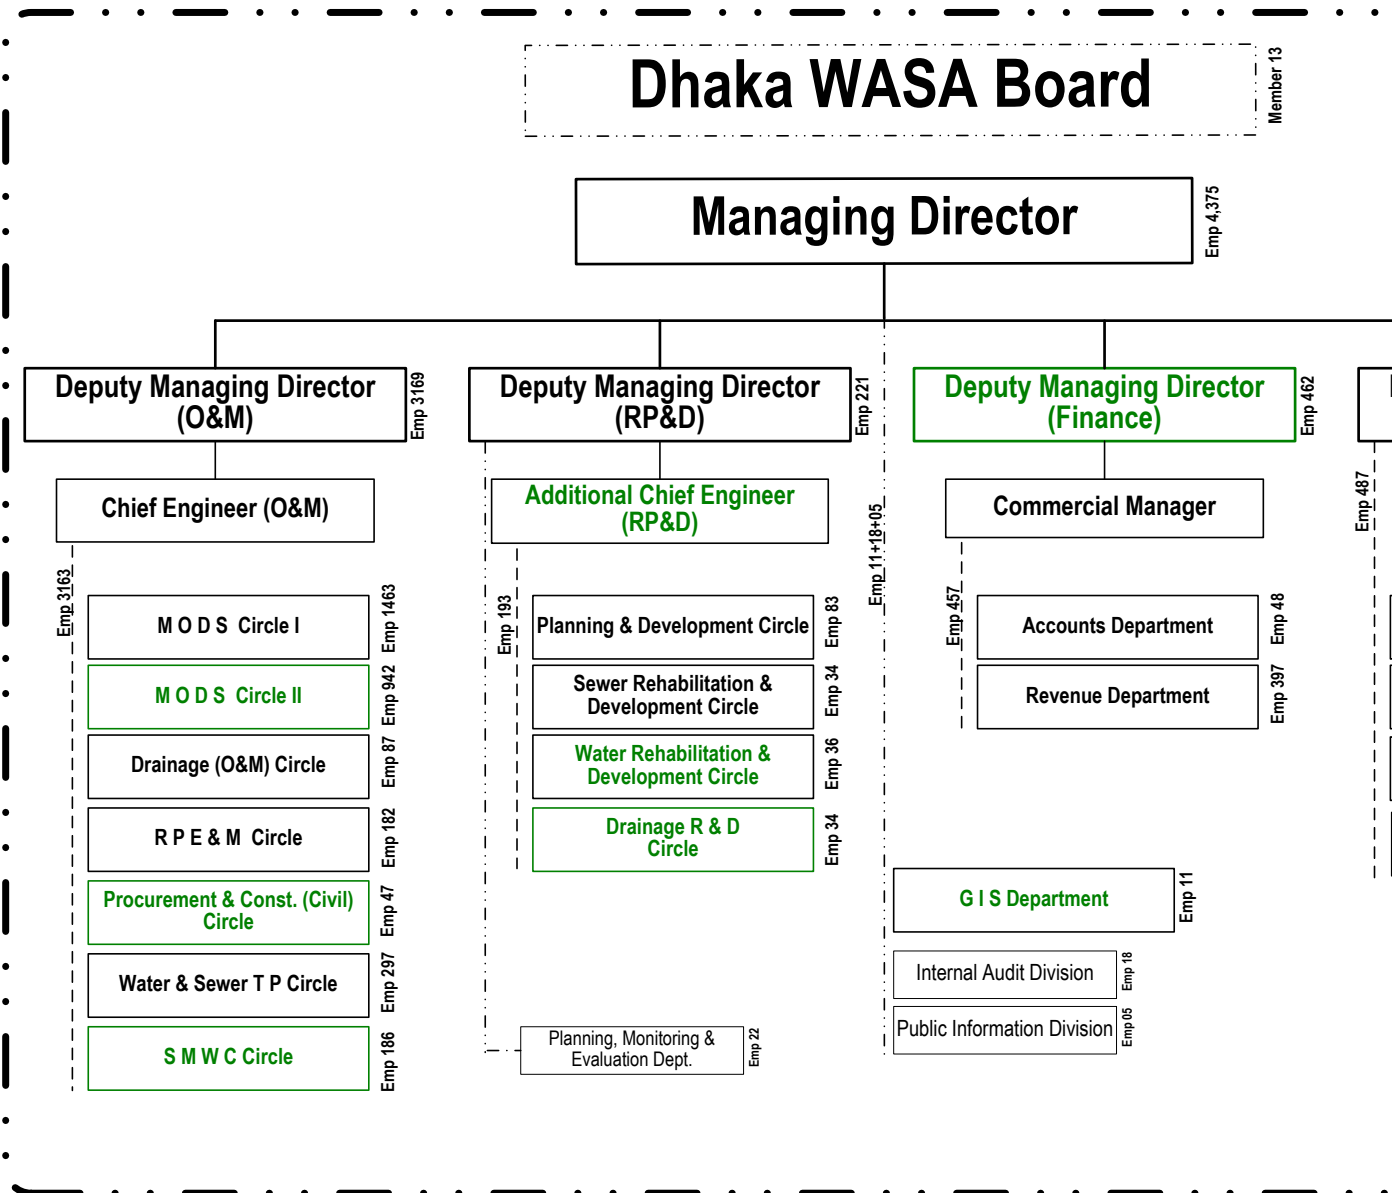 Dhaka WASA Board
Member 13
Managing Director
Emp 4,375
Deputy Managing Director
(O&M)
Emp 3169
Chief Engineer (O&M)
Emp 3163
M O D S Circle I
Emp 1463
M O D S Circle II
Emp 942
Drainage (O&M) Circle
Emp 87
R P E & M Circle
Emp 182
Procurement & Const. (Civil)
Circle
Emp 47
Water & Sewer T P Circle
Emp 297
S M W C Circle
Emp 186
Deputy Managing Director
(RP&D)
Emp 221
Additional Chief Engineer
(RP&D)
Emp 193
Planning & Development Circle
Emp 83
Sewer Rehabilitation &
Development Circle
Emp 34
Water Rehabilitation &
Development Circle
Emp 36
Drainage R & D
Circle
Emp 34
Planning, Monitoring &
Evaluation Dept.
Emp 22
Emp 11+18+05
Deputy Managing Director
(Finance)
Emp 462
Commercial Manager
Emp 457
Accounts Department
Emp 48
Revenue Department
Emp 397
G I S Department
Emp 11
Internal Audit Division
Emp 18
Public Information Division
Emp 05
Emp 487